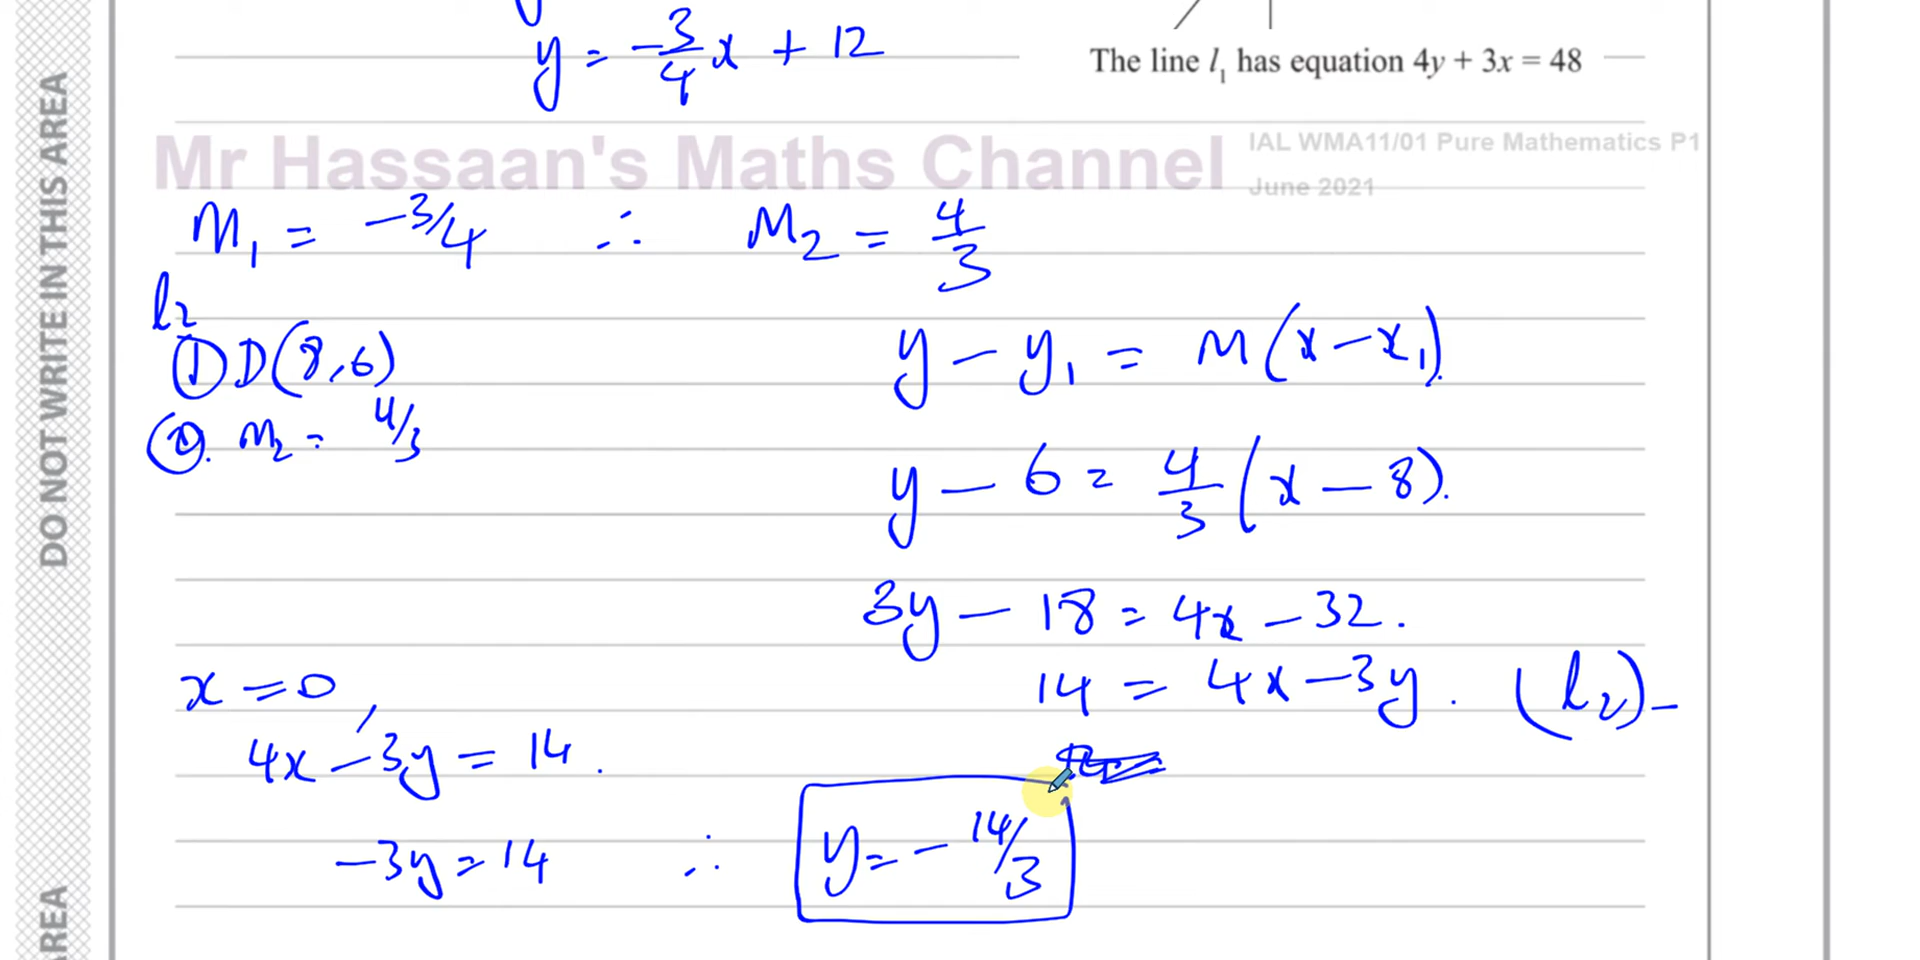 y = -3/4 x + 12
The line l₁ has equation 4y + 3x = 48
Mr Hassaan's Maths Channel
IAL WMA11/01 Pure Mathematics P1
June 2021
M₁ = -3/4 ∴ M₂ = 4/3
l₂
① D(8,6)
②. M₂ = 4/3
y - y₁ = M(x - x₁).
y - 6 = 4/3 (x - 8).
3y - 18 = 4x - 32.
14 = 4x - 3y. (l₂) -
x = 0,
4x - 3y = 14.
-3y = 14 ∴ y = - 14/3
DO NOT WRITE IN THIS AREA
AREA